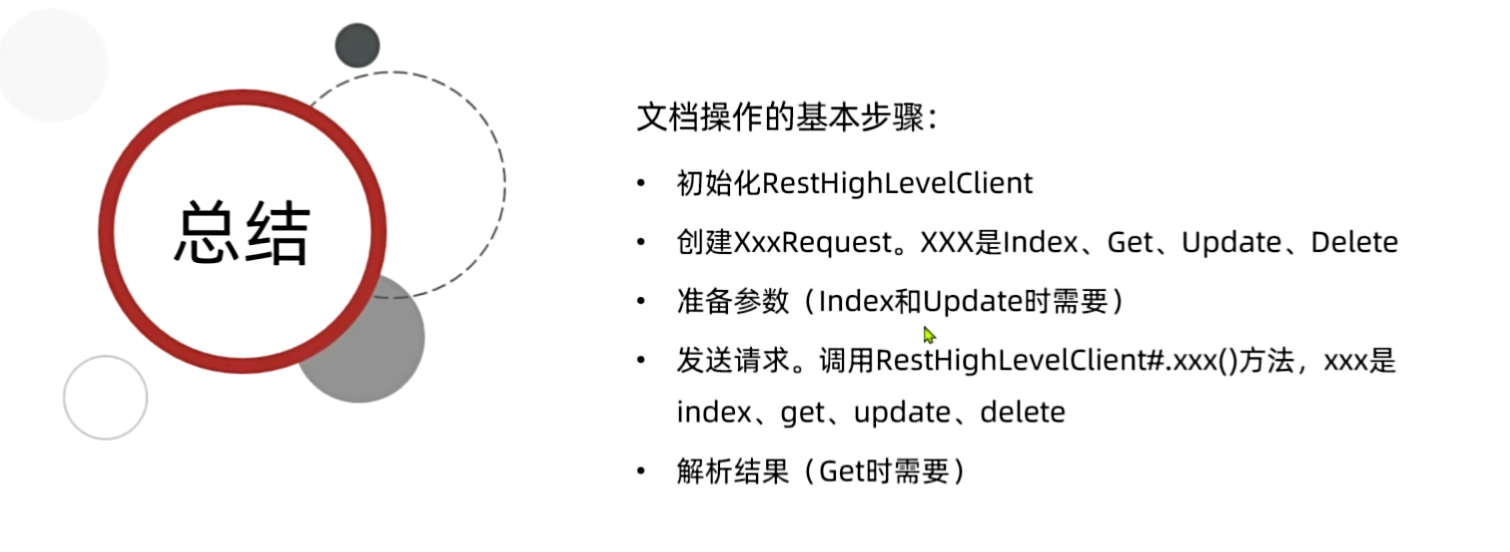 总结
文档操作的基本步骤：
• 初始化RestHighLevelClient
• 创建XxxRequest。XXX是Index、Get、Update、Delete
• 准备参数（Index和Update时需要）
• 发送请求。调用RestHighLevelClient#.xxx()方法，xxx是
index、get、update、delete
• 解析结果（Get时需要）